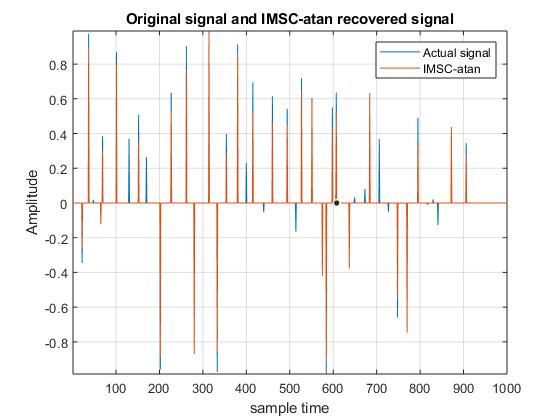 Original signal and IMSC-atan recovered signal
Actual signal
IMSC-atan
0.8
0.6
0.4
0.2
0
-0.2
-0.4
-0.6
-0.8
Amplitude
100 200 300 400 500 600 700 800 900 1000
sample time